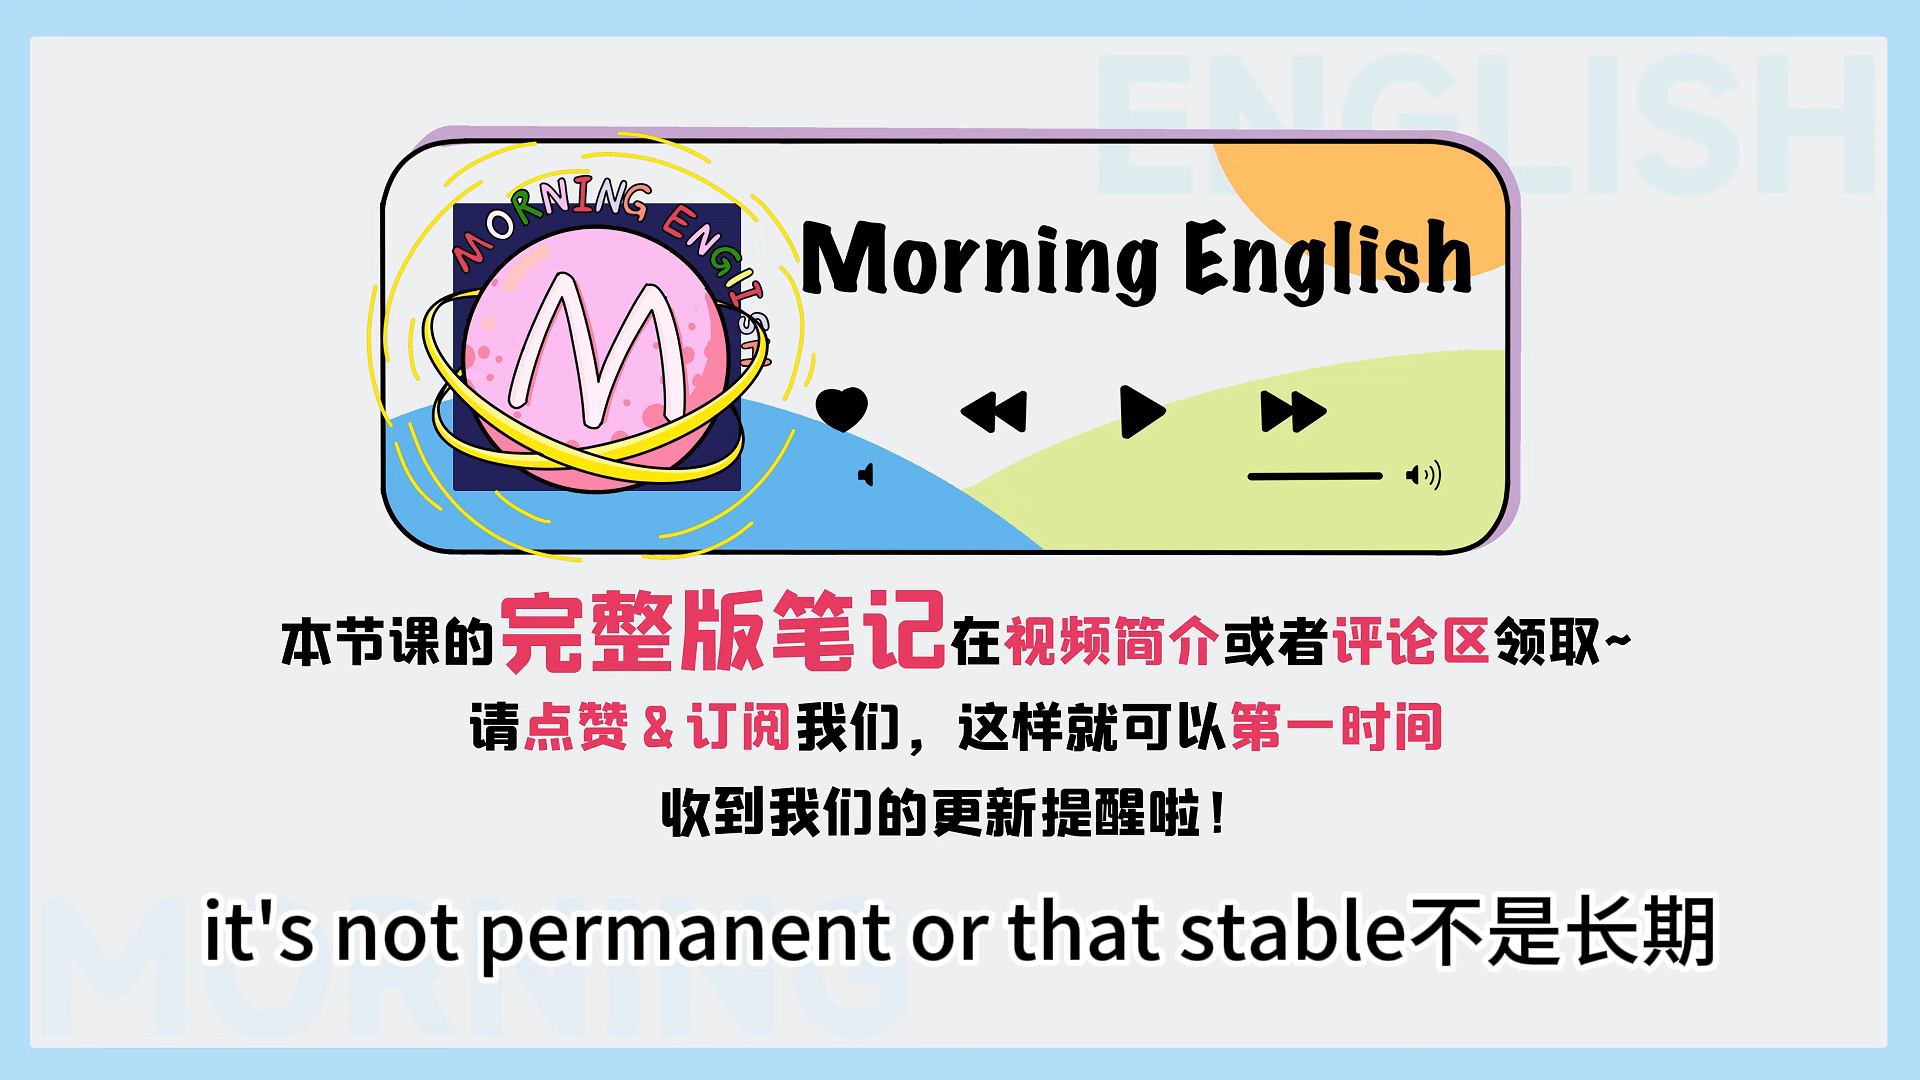 ENGLISH
MORNING ENGLISH
M
Morning English
本节课的完整版笔记在视频简介或者评论区领取~
请点赞&订阅我们，这样就可以第一时间
收到我们的更新提醒啦！
it's not permanent or that stable不是长期
MORNING